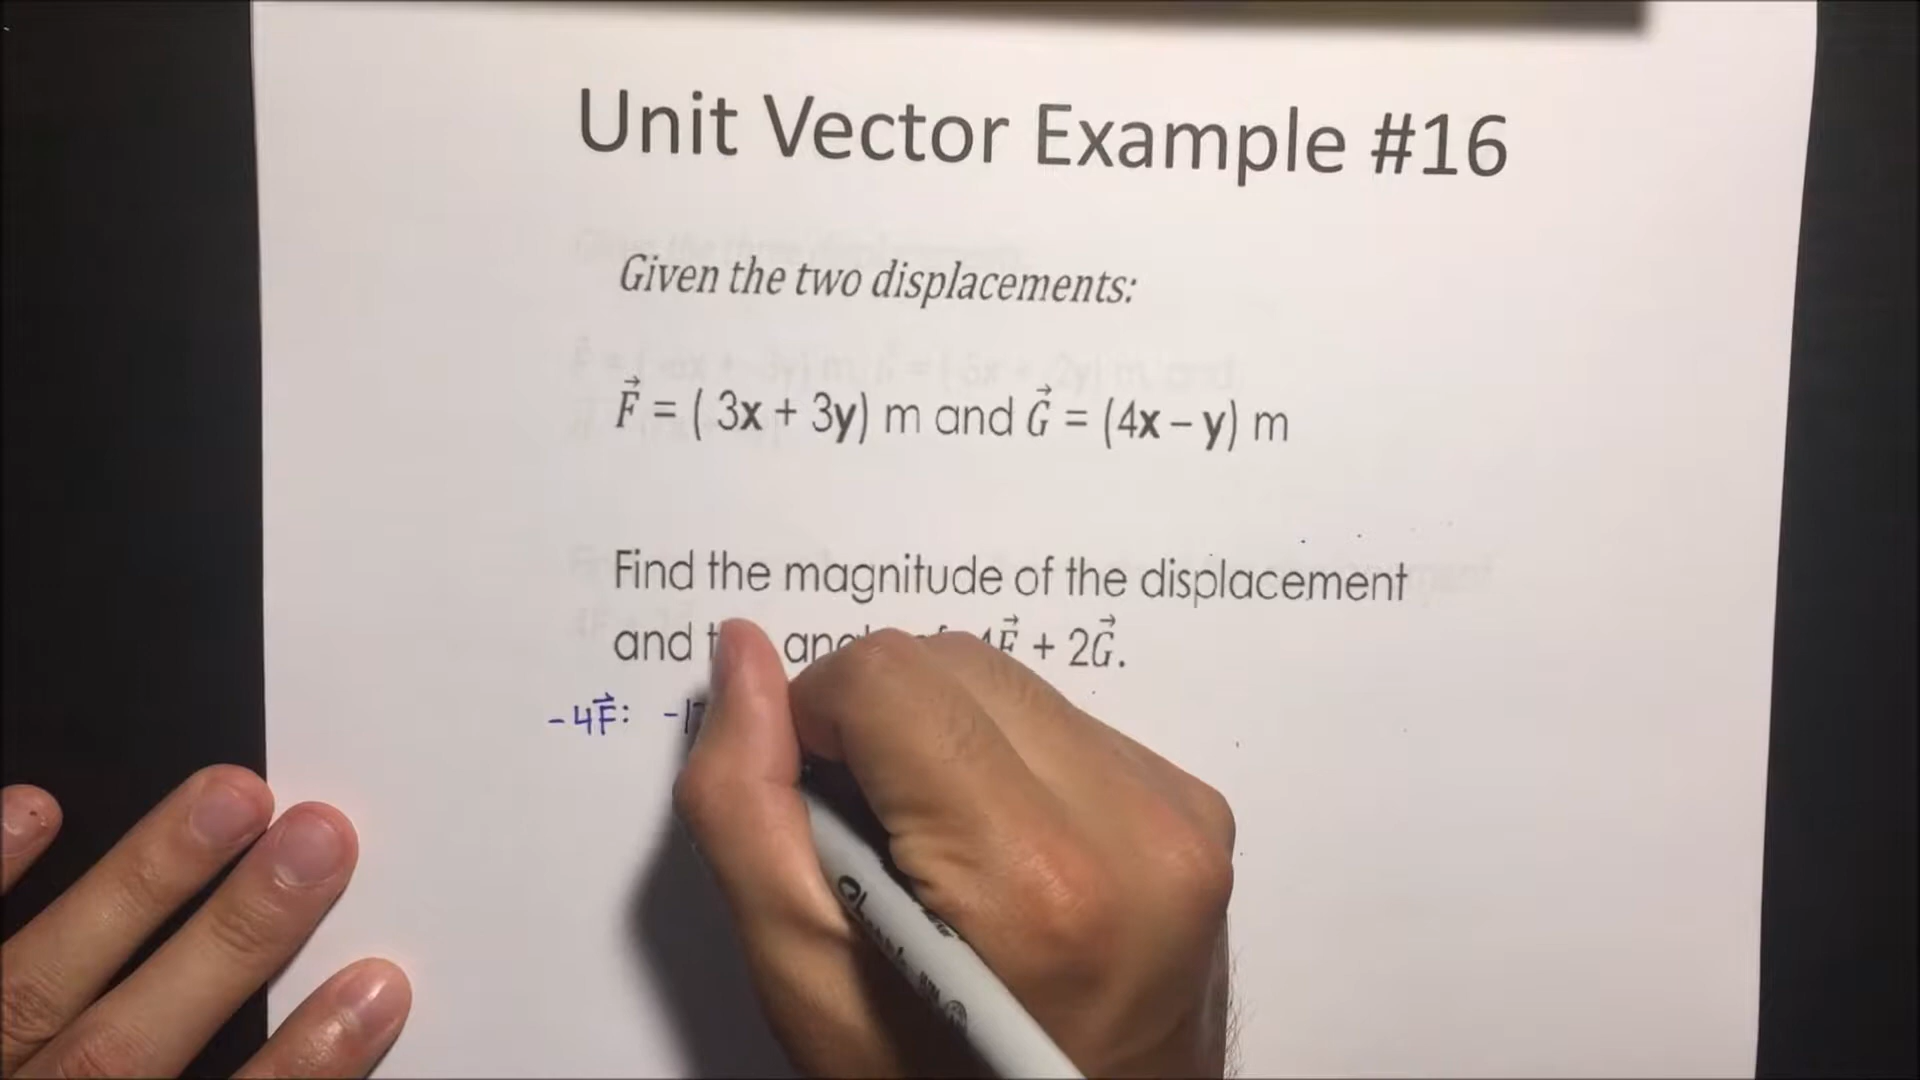 Unit Vector Example #16
Given the two displacements:
F⃗ = ( 3x + 3y) m and G⃗ = (4x – y) m
Find the magnitude of the displacement
and F⃗ + 2G⃗.
-4F⃗: